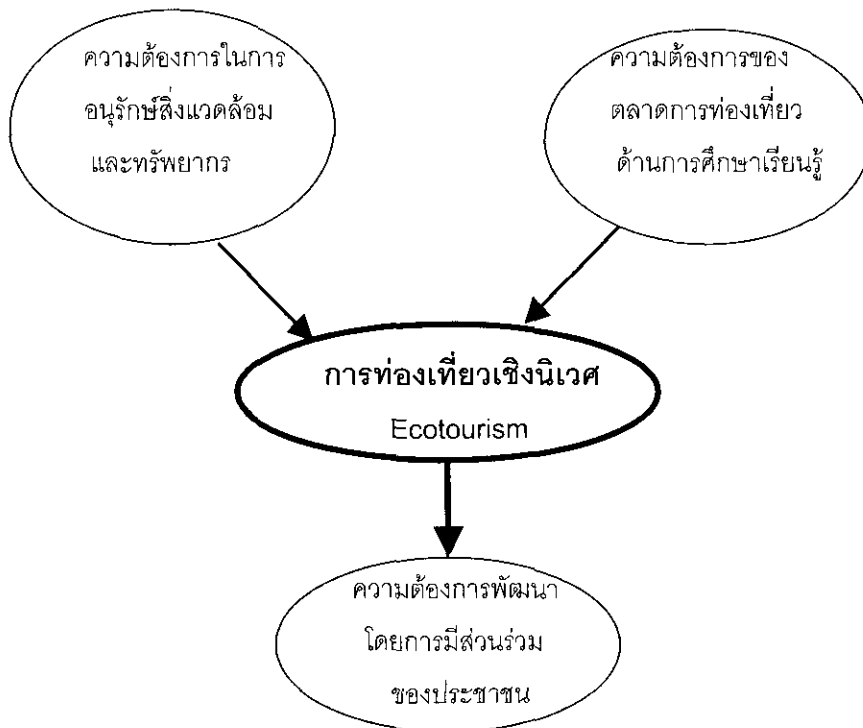 ความต้องการในการ
อนุรักษ์สิ่งแวดล้อม
และทรัพยากร
ความต้องการของ
ตลาดการท่องเที่ยว
ด้านการศึกษาเรียนรู้
การท่องเที่ยวเชิงนิเวศ
Ecotourism
ความต้องการพัฒนา
โดยการมีส่วนร่วม
ของประชาชน